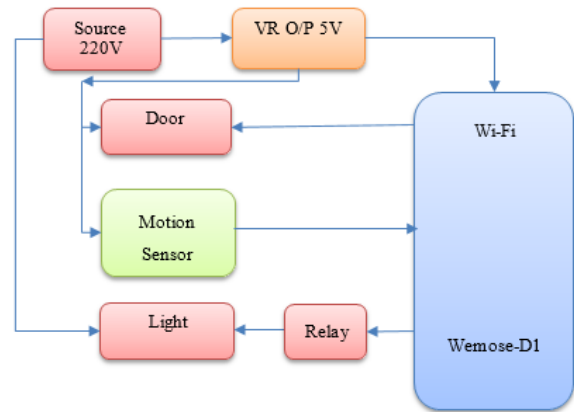 Source
220V
VR O/P 5V
Door
Wi-Fi
Motion
Sensor
Light
Relay
Wemose-D1